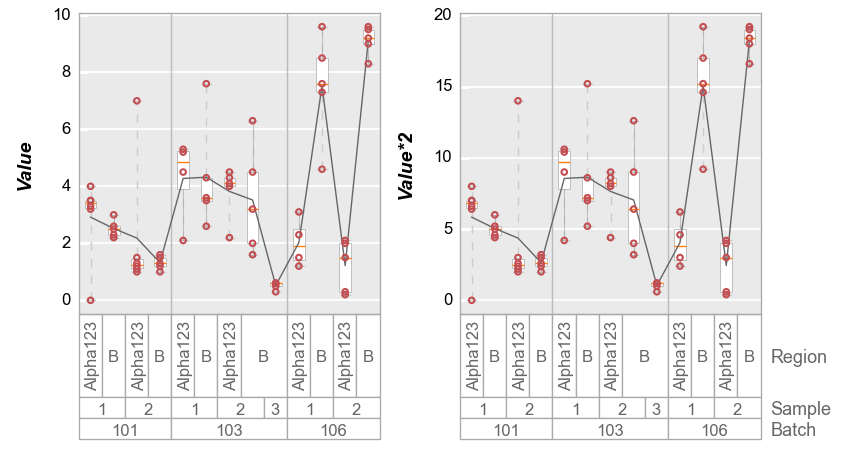 10
8
6
4
2
0
Value
20
15
10
5
0
Value*2
Alpha123 B Alpha123 B Alpha123 B Alpha123 B Alpha123 B Alpha123 B
Alpha123 B Alpha123 B Alpha123 B Alpha123 B Alpha123 B Alpha123 B Region
1 2 1 2 3 1 2
1 2 1 2 3 1 2 Sample
101 103 106
101 103 106 Batch